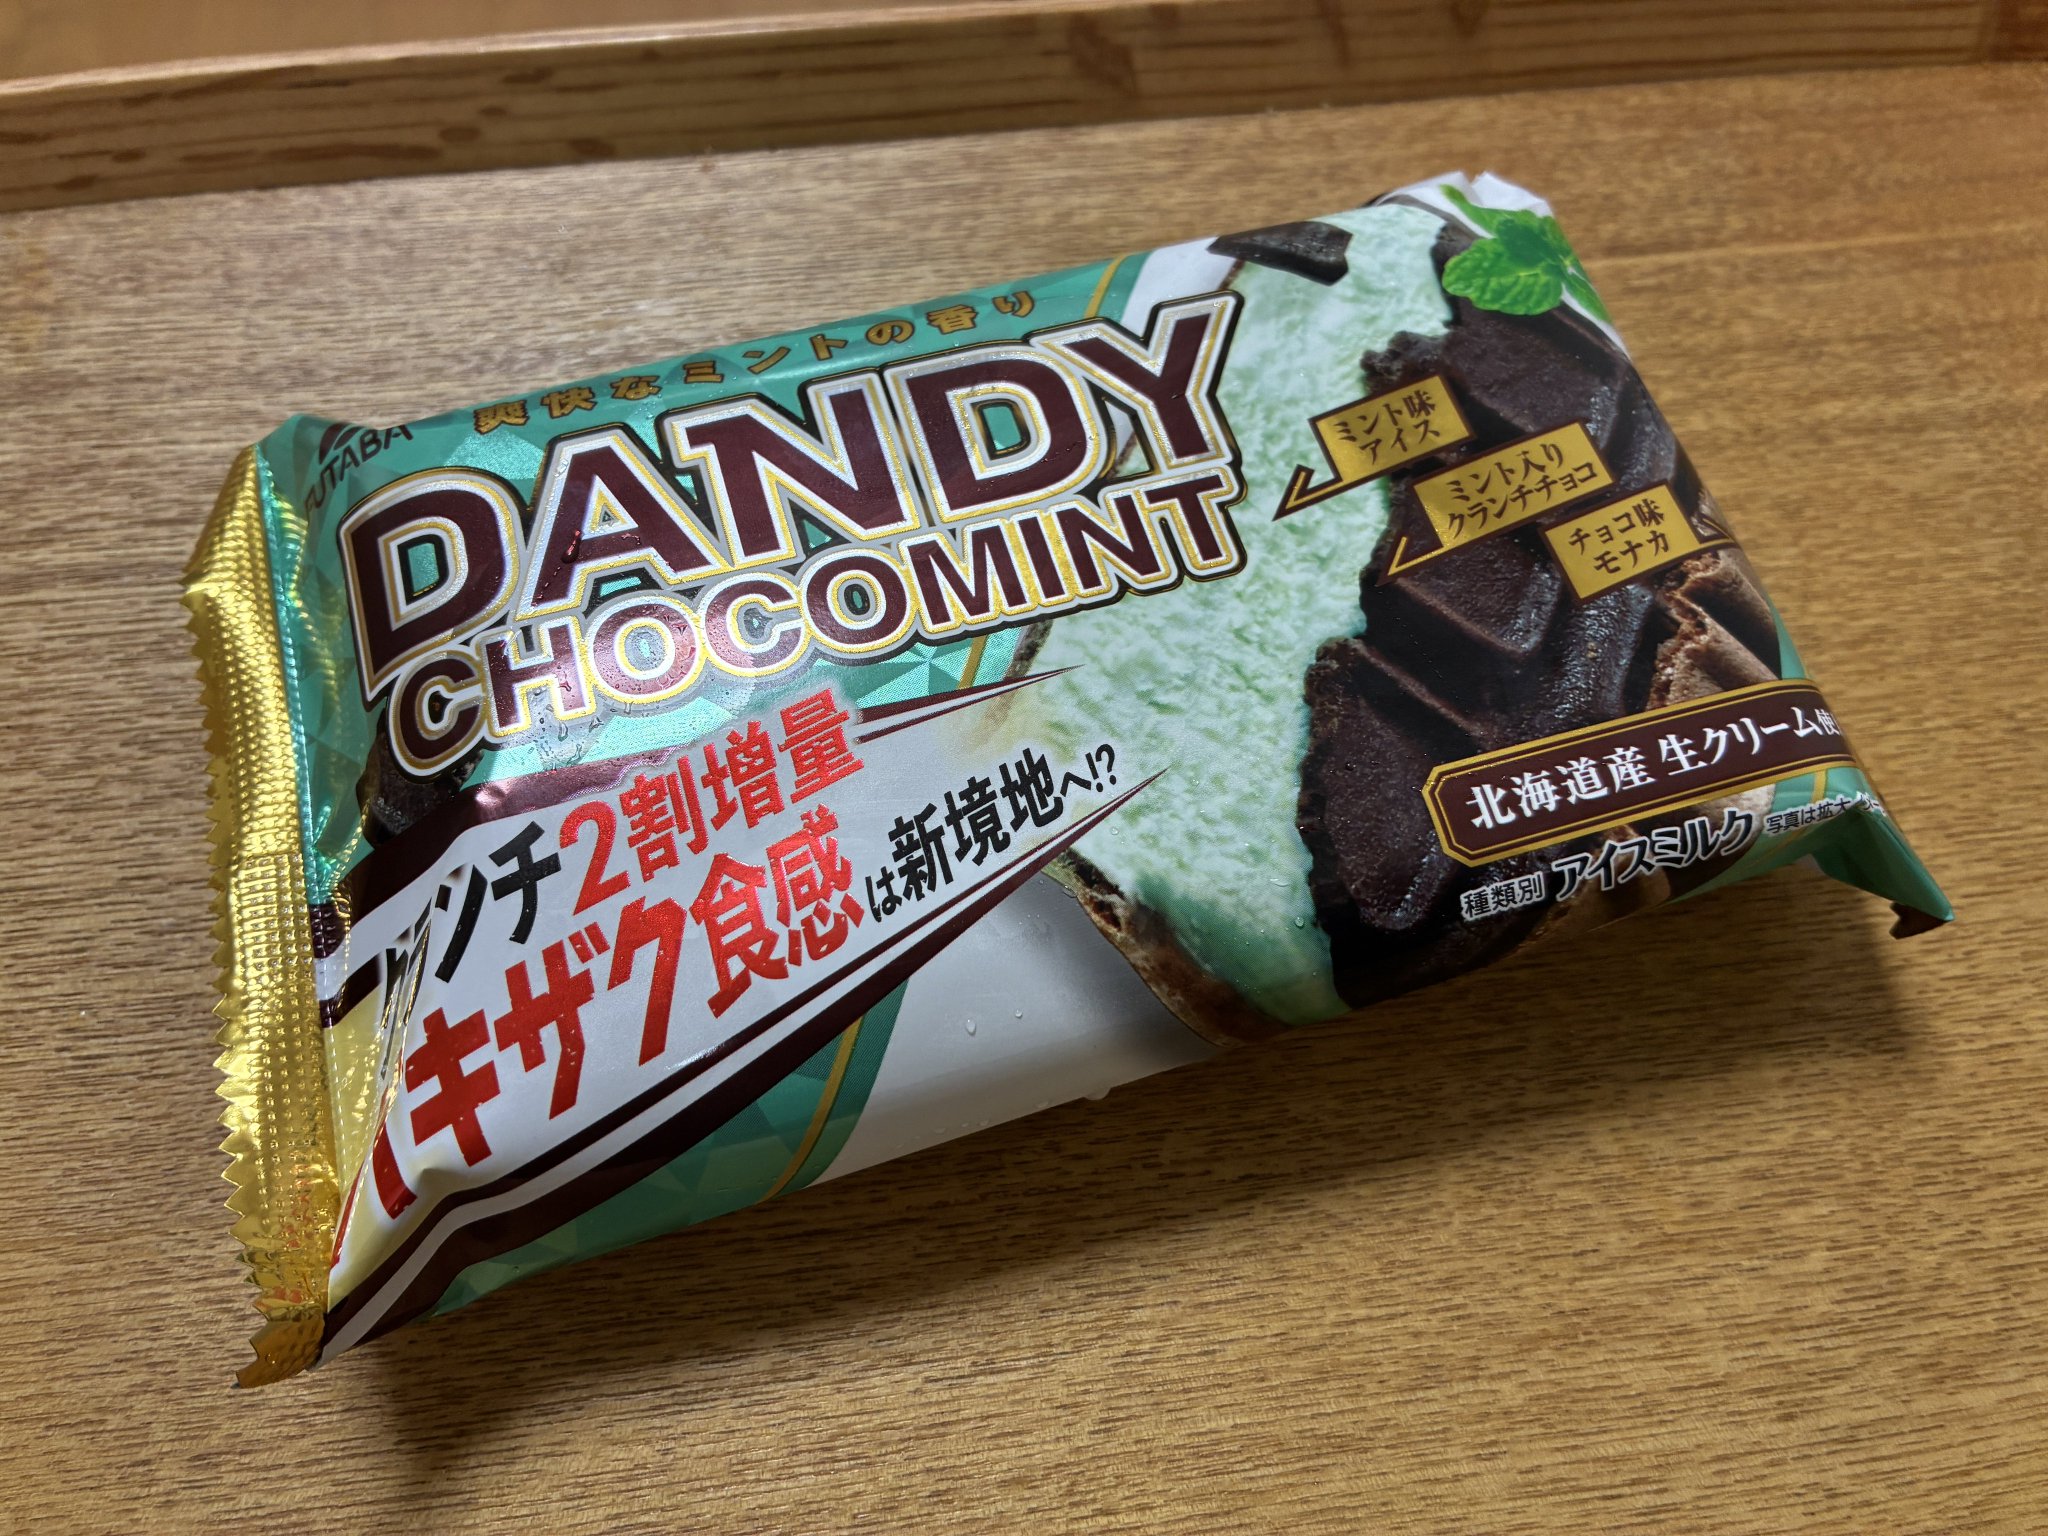 爽快なミントの香り
FUTABA
DANDY
CHOCOMINT
ミント味
アイス
ミント入り
クランチチョコ
チョコ味
モナカ
2割増量
キザク食感は新境地へ!?
北海道産 生クリーム使
種類別 アイスミルク
写真は拡大